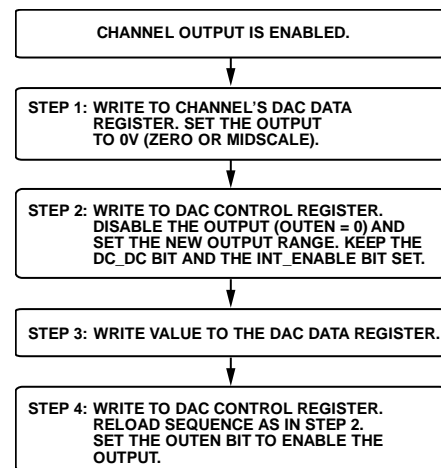 CHANNEL OUTPUT IS ENABLED.
STEP 1: WRITE TO CHANNEL'S DAC DATA
REGISTER. SET THE OUTPUT
TO 0V (ZERO OR MIDSCALE).
STEP 2: WRITE TO DAC CONTROL REGISTER.
DISABLE THE OUTPUT (OUTEN = 0) AND
SET THE NEW OUTPUT RANGE. KEEP THE
DC_DC BIT AND THE INT_ENABLE BIT SET.
STEP 3: WRITE VALUE TO THE DAC DATA REGISTER.
STEP 4: WRITE TO DAC CONTROL REGISTER.
RELOAD SEQUENCE AS IN STEP 2.
SET THE OUTEN BIT TO ENABLE THE
OUTPUT.